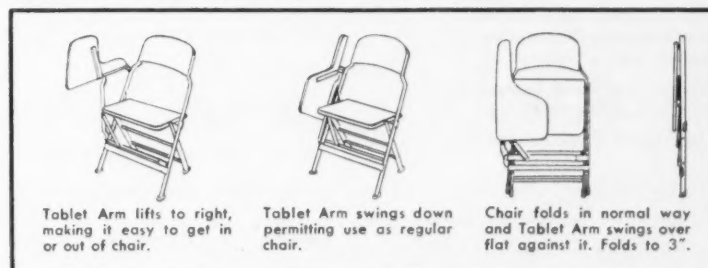 Tablet Arm lifts to right,
making it easy to get in
or out of chair.
Tablet Arm swings down
permitting use as regular
chair.
Chair folds in normal way
and Tablet Arm swings over
flat against it. Folds to 3".